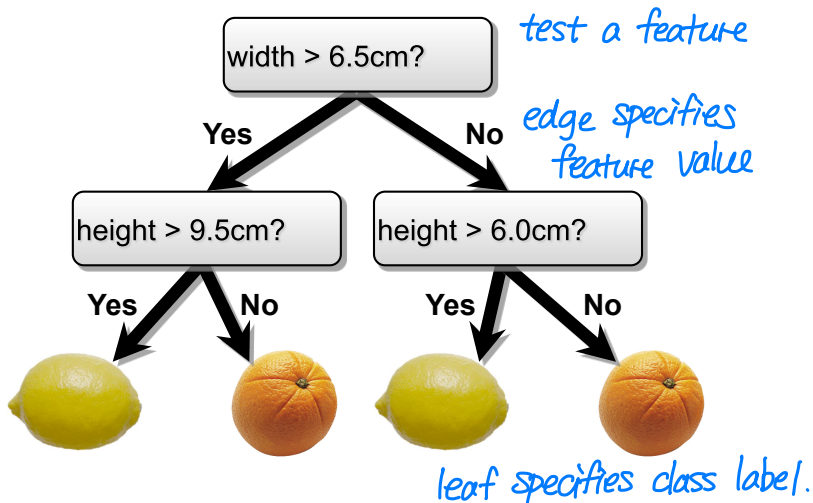 test a feature
width > 6.5cm?
Yes
No
edge specifies
feature value
height > 9.5cm?
height > 6.0cm?
Yes
No
Yes
No
leaf specifies class label.